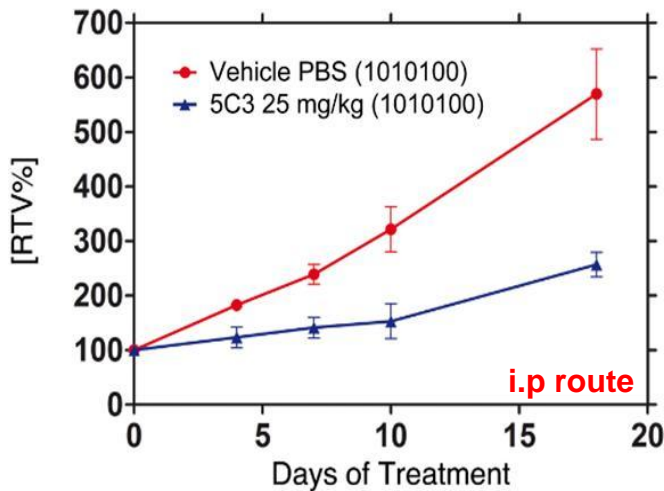 700
600
500
400
300
200
100
0
[RTV%]
Vehicle PBS (1010100)
5C3 25 mg/kg (1010100)
i.p route
0 5 10 15 20
Days of Treatment